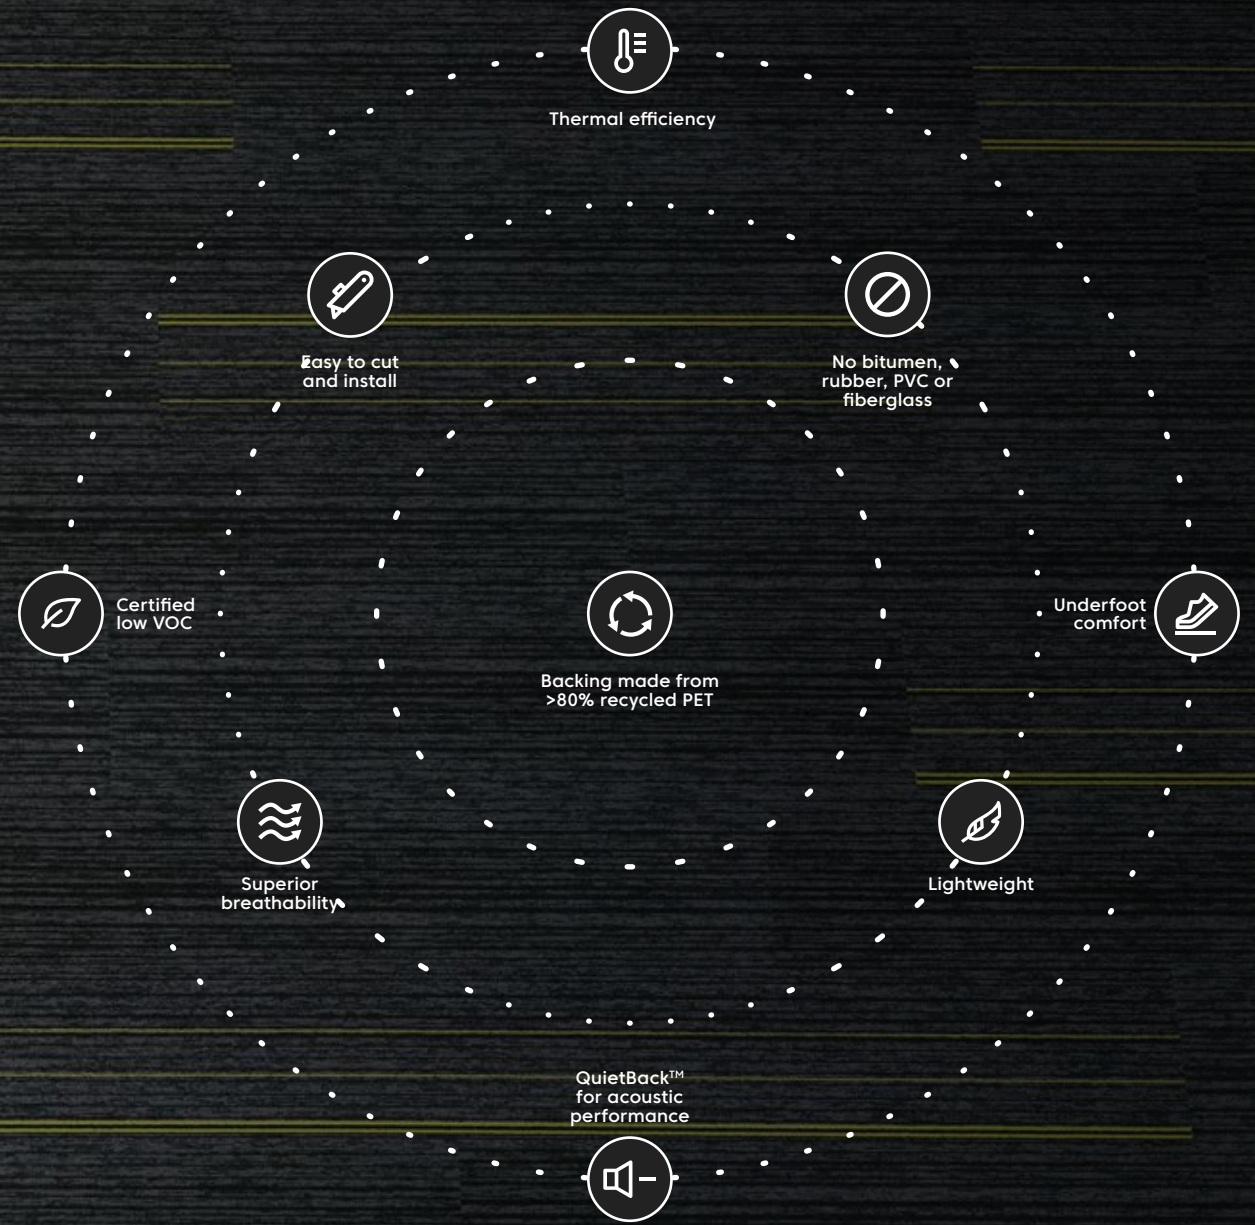 Thermal efficiency
Easy to cut
and install
No bitumen,
rubber, PVC or
fiberglass
Certified
low VOC
Underfoot
comfort
Backing made from
>80% recycled PET
Superior
breathability
Lightweight
QuietBack™
for acoustic
performance